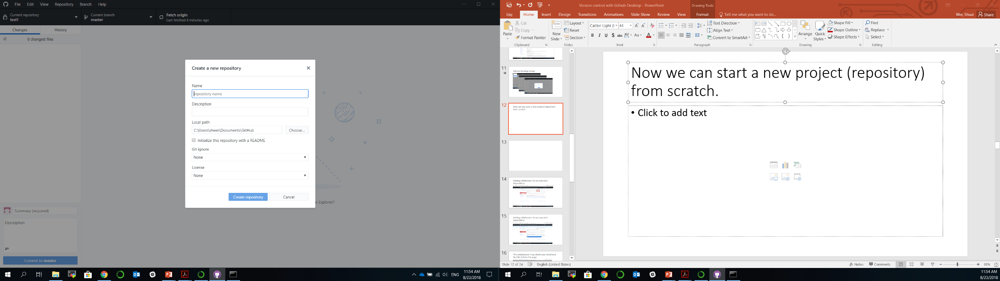 File Edit View Repository Branch Help
Current repository
test1
Current branch
master
Fetch origin
Last fetched 4 minutes ago
Changes History
0 changed files
Create a new repository
Name
repository name
Description
Local path
C:\Users\shwei\Documents\GitHub
Choose...
Initialize this repository with a README
Git ignore
None
License
None
Create repository Cancel
n Explorer?
Summary (required)
Description
Commit to master
ENG
11:54 AM
8/23/2018
Version control with Github Desktop - PowerPoint
Drawing Tools
File Home Insert Design Transitions Animations Slide Show Review View Format Tell me what you want to do...
Wei, Shuai Share
Paste
Cut
Copy
Format Painter
Clipboard
New
Slide
Layout
Reset
Section
Slides
Calibri Light (H 44
B I U S abc AV Aa A
Font
Text Direction
Align Text
Convert to SmartArt
Paragraph
Arrange
Quick
Styles
Shape Fill
Shape Outline
Shape Effects
Drawing
Find
Replace
Select
Editing
11
GitHub Desktop Setup
12
Now we can start a new project(repository)
from scratch.
13
14
Adding collaborator to your project
(repository)
15
Adding collaborator to your project
(repository)
16
The collaborator may check your email and
find the link to this page.
Now we can start a new project (repository)
from scratch.
• Click to add text
Slide 12 of 24 English (United States)
Notes Comments 88%
11:54 AM
8/23/2018